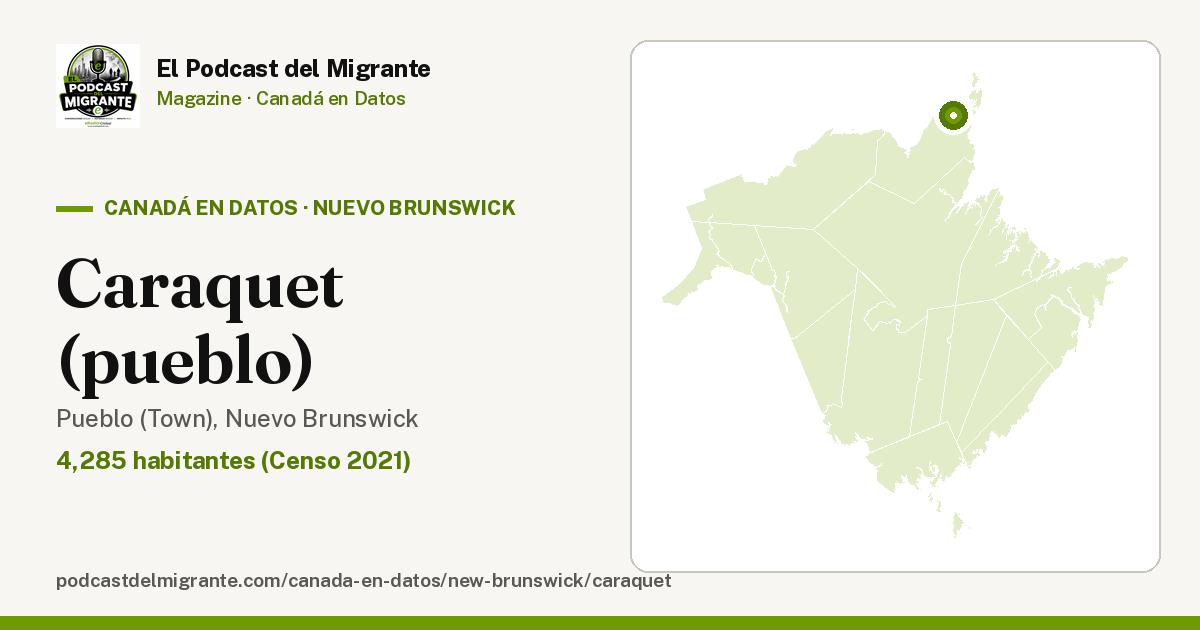 EL
PODCAST
DEL
MIGRANTE
El Podcast del Migrante
Magazine · Canadá en Datos
CANADÁ EN DATOS · NUEVO BRUNSWICK
Caraquet
(pueblo)
Pueblo (Town), Nuevo Brunswick
4,285 habitantes (Censo 2021)
podcastdelmigrante.com/canada-en-datos/new-brunswick/caraquet